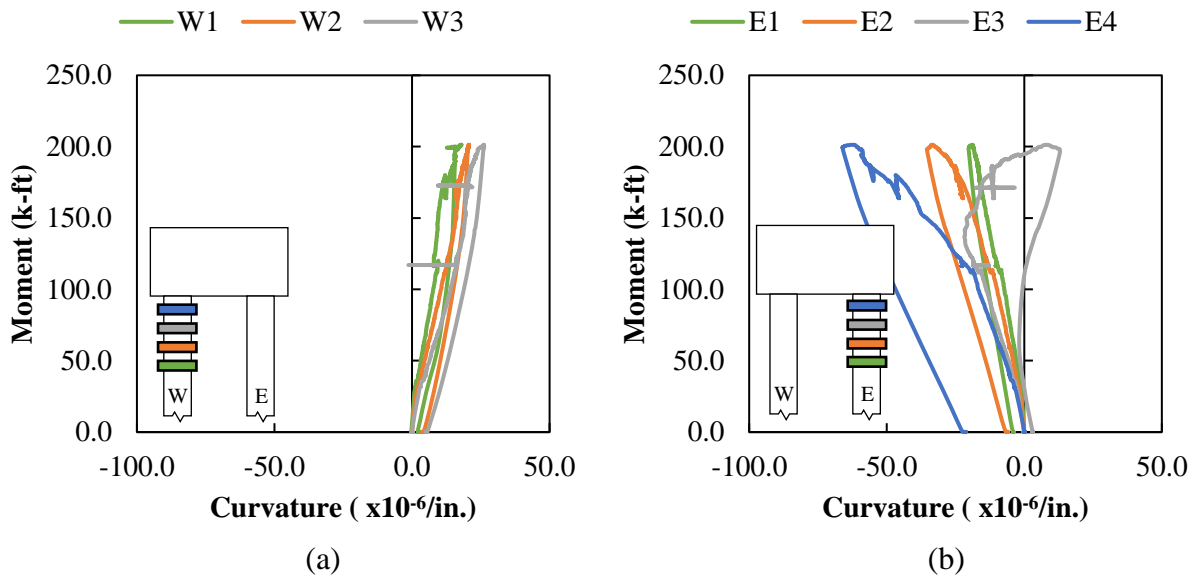 W1 W2 W3
250.0
200.0
150.0
100.0
50.0
0.0
Moment (k-ft)
W E
-100.0 -50.0 0.0 50.0
Curvature ( x10⁻⁶/in.)
(a)
E1 E2 E3 E4
250.0
200.0
150.0
100.0
50.0
0.0
Moment (k-ft)
W E
-100.0 -50.0 0.0 50.0
Curvature ( x10⁻⁶/in.)
(b)